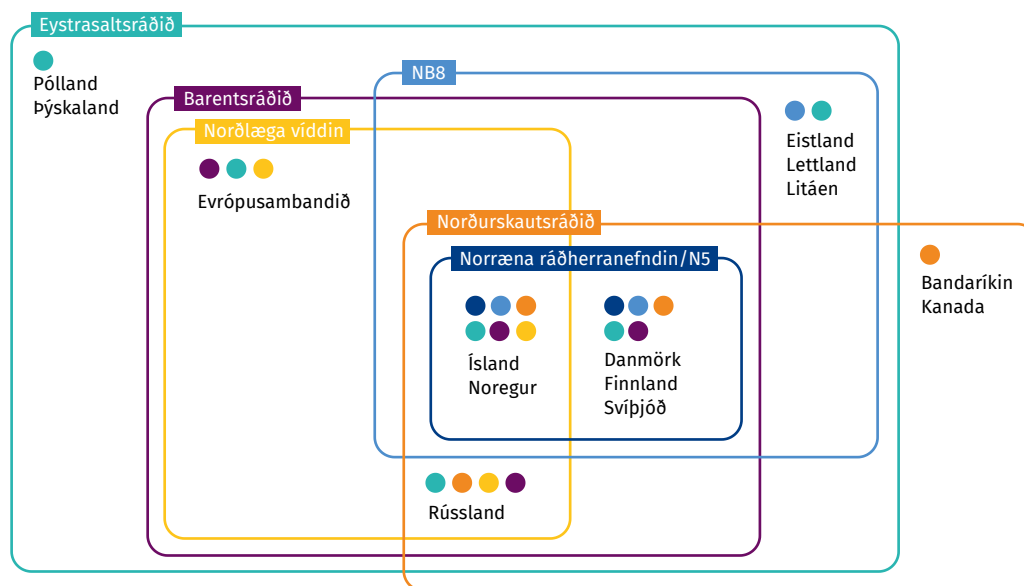 Eystrasaltsráðið
Pólland
Þýskaland
NB8
Barentsráðið
Norðlæga víddin
Evrópusambandið
Eistland
Lettland
Litáen
Norðurskautsráðið
Norræna ráðherranefndin/N5
Bandaríkin
Kanada
Ísland
Noregur
Danmörk
Finnland
Svíþjóð
Rússland